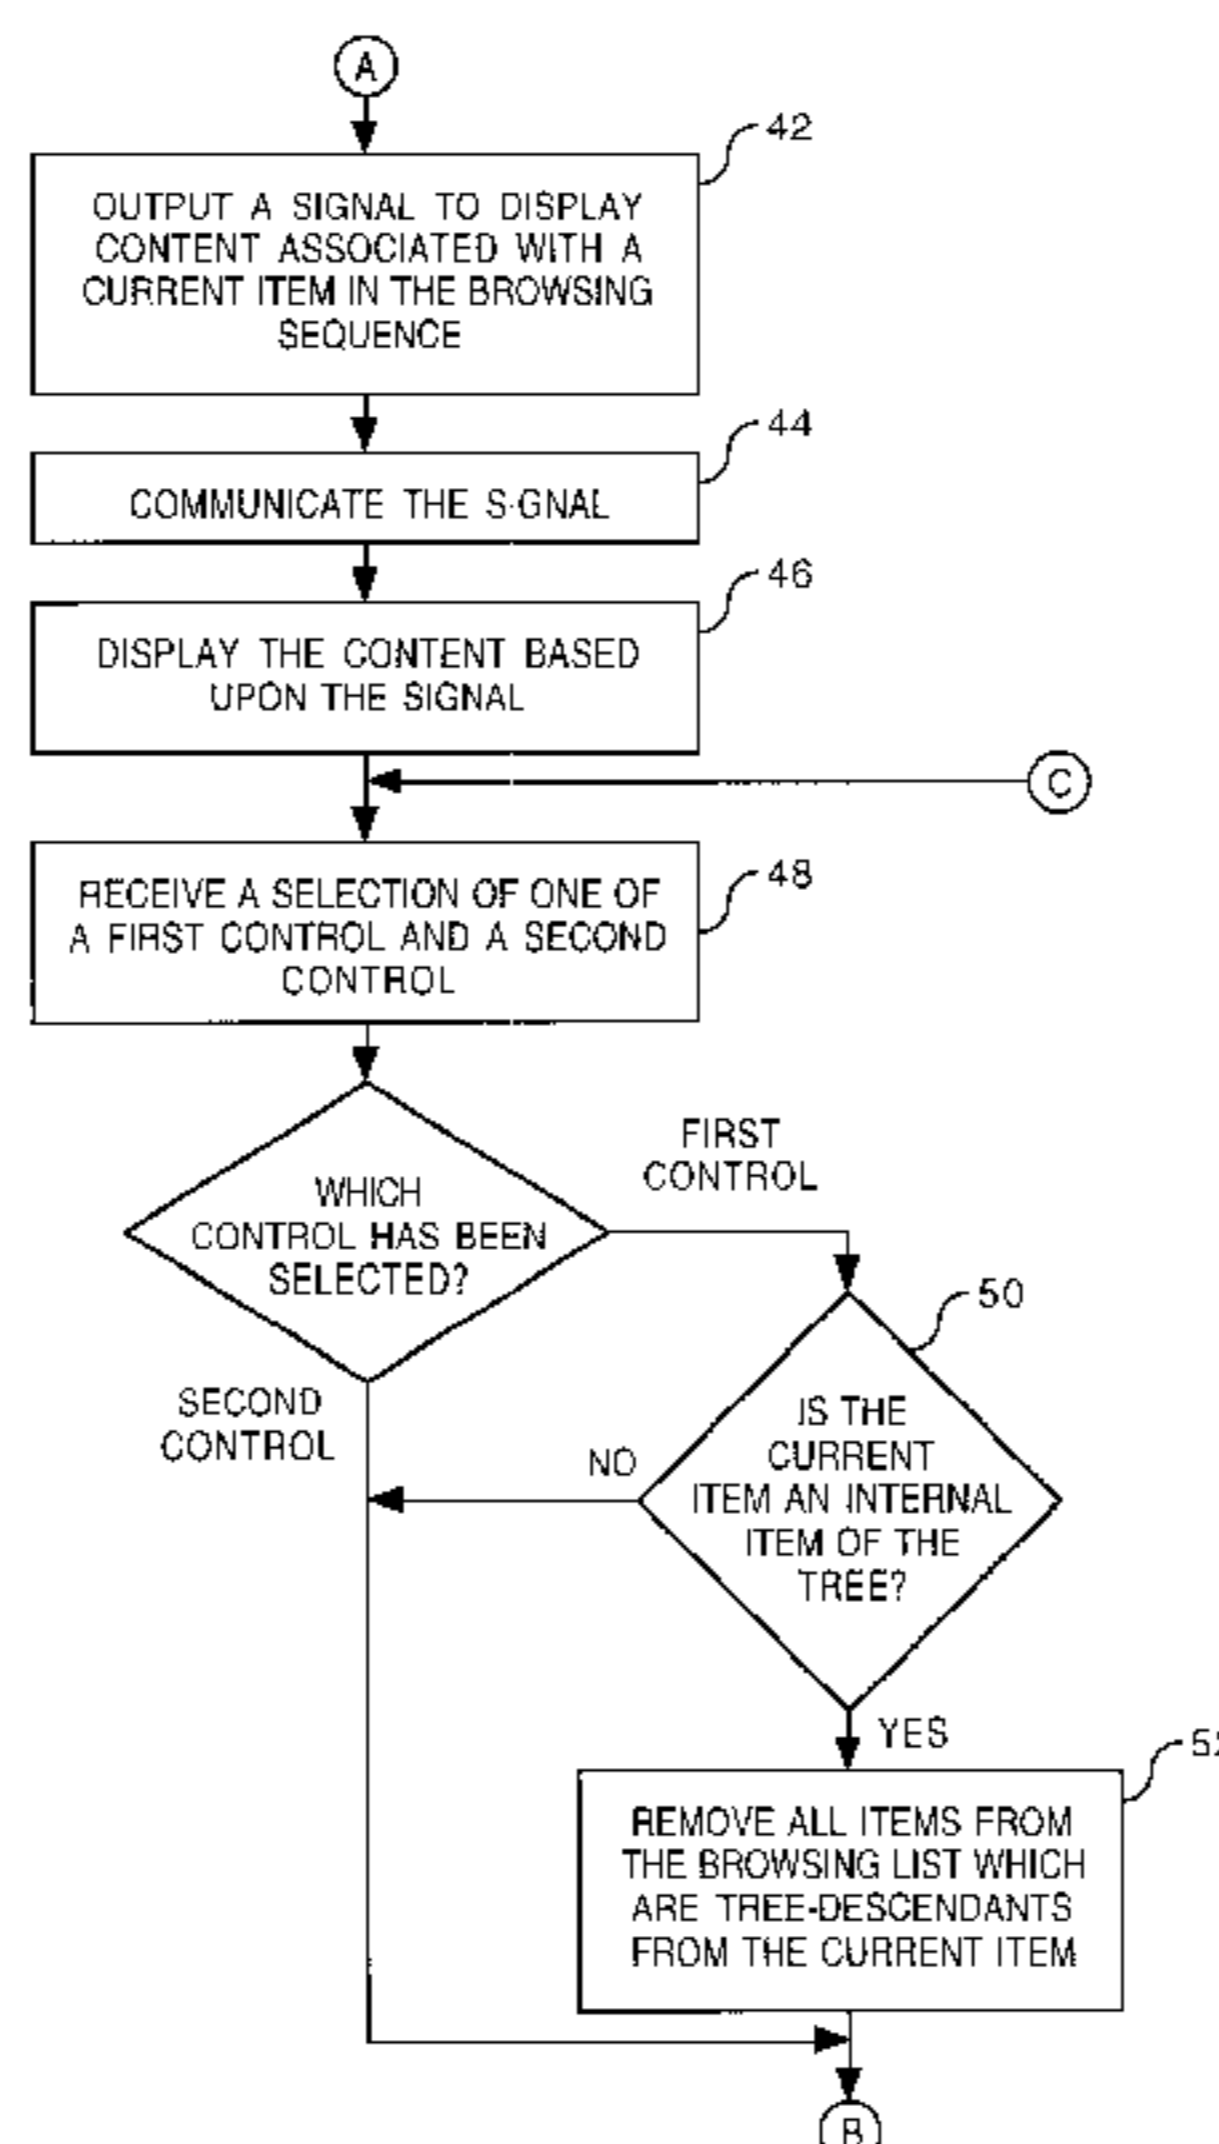 A
42
OUTPUT A SIGNAL TO DISPLAY
CONTENT ASSOCIATED WITH A
CURRENT ITEM IN THE BROWSING
SEQUENCE
44
COMMUNICATE THE SIGNAL
46
DISPLAY THE CONTENT BASED
UPON THE SIGNAL
C
48
RECEIVE A SELECTION OF ONE OF
A FIRST CONTROL AND A SECOND
CONTROL
FIRST
CONTROL
WHICH
CONTROL HAS BEEN
SELECTED?
50
SECOND
CONTROL
NO
IS THE
CURRENT
ITEM AN INTERNAL
ITEM OF THE
TREE?
YES
REMOVE ALL ITEMS FROM
THE BROWSING LIST WHICH
ARE TREE-DESCENDANTS
FROM THE CURRENT ITEM
B